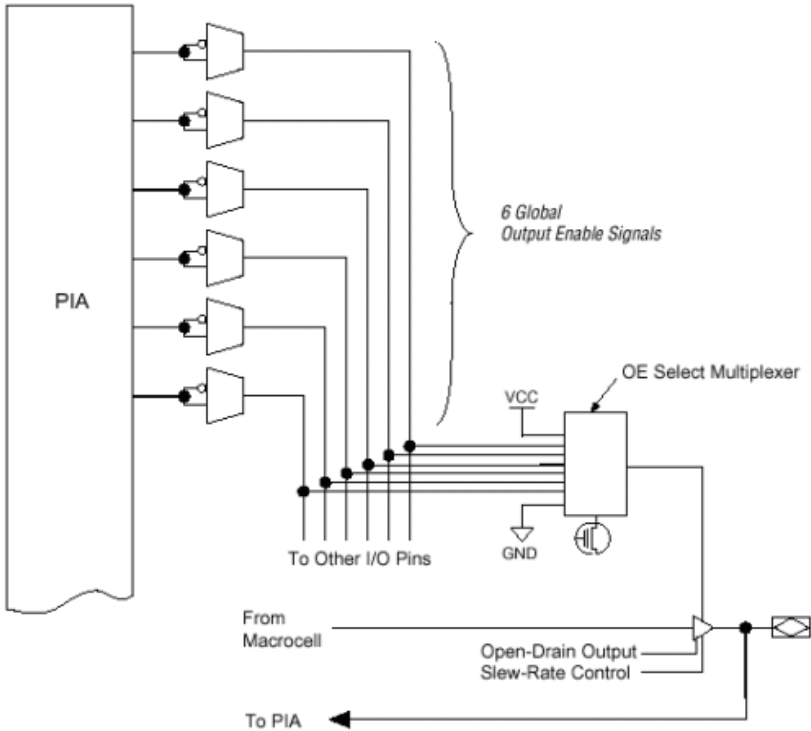 PIA
6 Global
Output Enable Signals
OE Select Multiplexer
VCC
GND
To Other I/O Pins
From
Macrocell
Open-Drain Output
Slew-Rate Control
To PIA